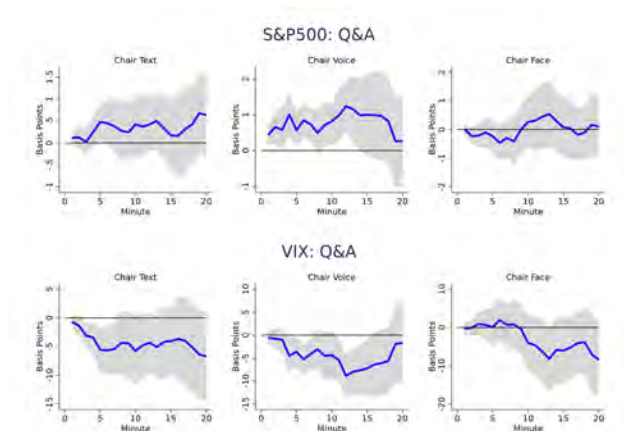 S&P500: Q&A
Chair Text
Chair Voice
Chair Face
Basis Points
1.5
1
.5
0
-.5
-1
0 5 10 15 20
Minute
Basis Points
2
1
0
1
0 5 10 15 20
Minute
Basis Points
2
1
0
-1
-2
0 5 10 15 20
Minute
VIX: Q&A
Chair Text
Chair Voice
Chair Face
Basis Points
5
0
-5
-10
-15
0 5 10 15 20
Minute
Basis Points
10
5
0
-5
-10
-15
0 5 10 15 20
Minute
Basis Points
10
0
-10
-20
0 5 10 15 20
Minute